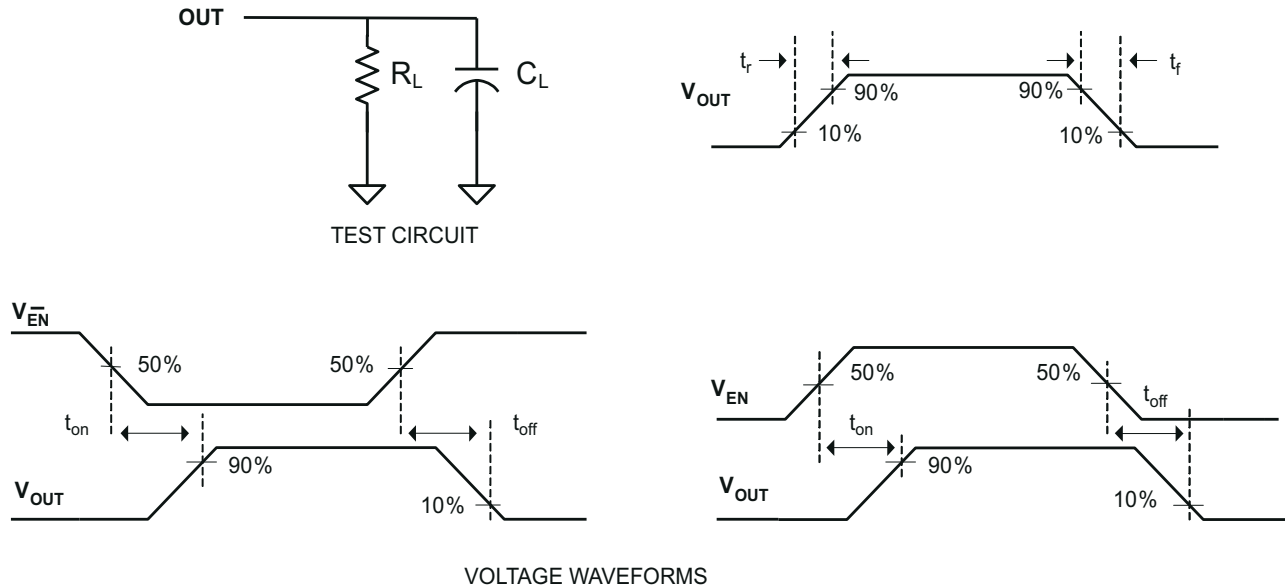 OUT
R_L
C_L
TEST CIRCUIT
t_r
t_f
V_OUT
90%
90%
10%
10%
V_E̅N̅
50%
50%
t_on
t_off
90%
V_OUT
10%
V_EN
50%
50%
t_off
t_on
90%
V_OUT
10%
VOLTAGE WAVEFORMS